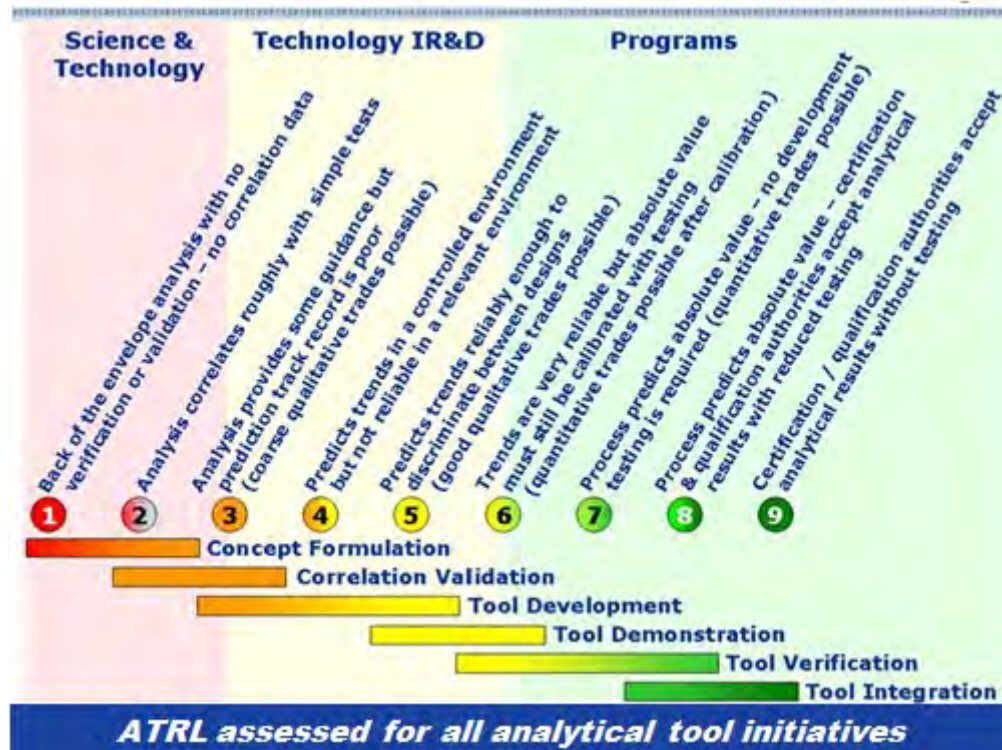 Science &
Technology
Technology IR&D
Programs
Back of the envelope analysis with no
verification or validation – no correlation data
Analysis correlates roughly with simple tests
Analysis provides some guidance but
prediction track record is poor
(coarse qualitative trades possible)
Predicts trends in a controlled environment
but not reliable in a relevant environment
Predicts trends reliably enough to
discriminate between designs
(good qualitative trades possible)
Trends are very reliable but absolute value
must still be calibrated with testing
(quantitative trades possible after calibration)
Process predicts absolute value – no development
testing is required (quantitative trades possible)
Process predicts absolute value – certification
& qualification authorities accept analytical
results with reduced testing
Certification / qualification authorities accept
analytical results without testing
1 2 3 4 5 6 7 8 9
Concept Formulation
Correlation Validation
Tool Development
Tool Demonstration
Tool Verification
Tool Integration
ATRL assessed for all analytical tool initiatives